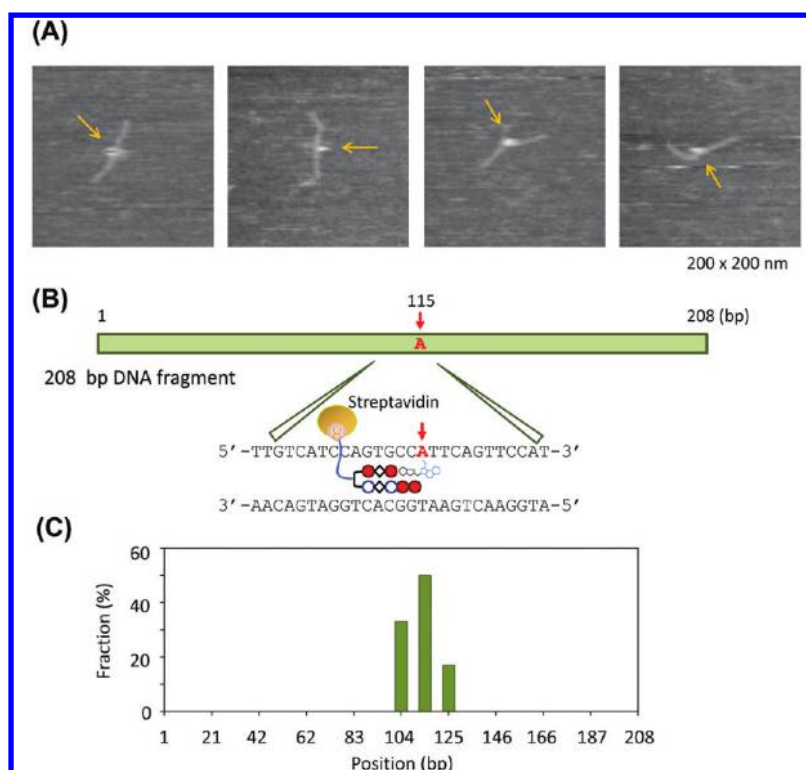 (A)
200 x 200 nm
(B)
115
1
208 (bp)
A
208 bp DNA fragment
Streptavidin
5′-TTGTCATCCAGTGCCATTCAGTTCCAT-3′
3′-AACAGTAGGTCACGGTAAGTCAAGGTA-5′
(C)
60
40
20
0
Fraction (%)
1 21 42 62 83 104 125 146 166 187 208
Position (bp)